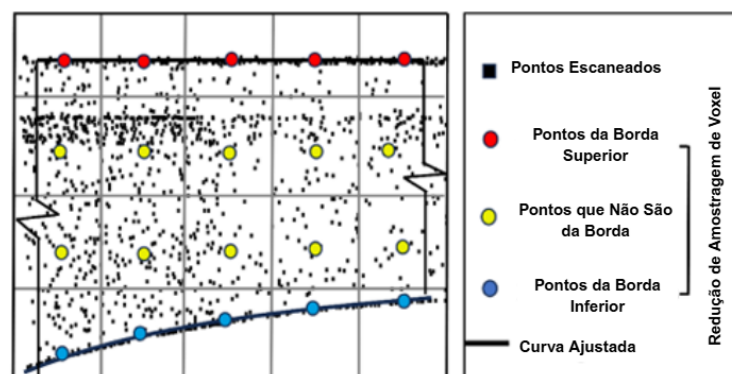 Pontos Escaneados
Pontos da Borda
Superior
Pontos que Não São
da Borda
Pontos da Borda
Inferior
Curva Ajustada
Redução de Amostragem de Voxel